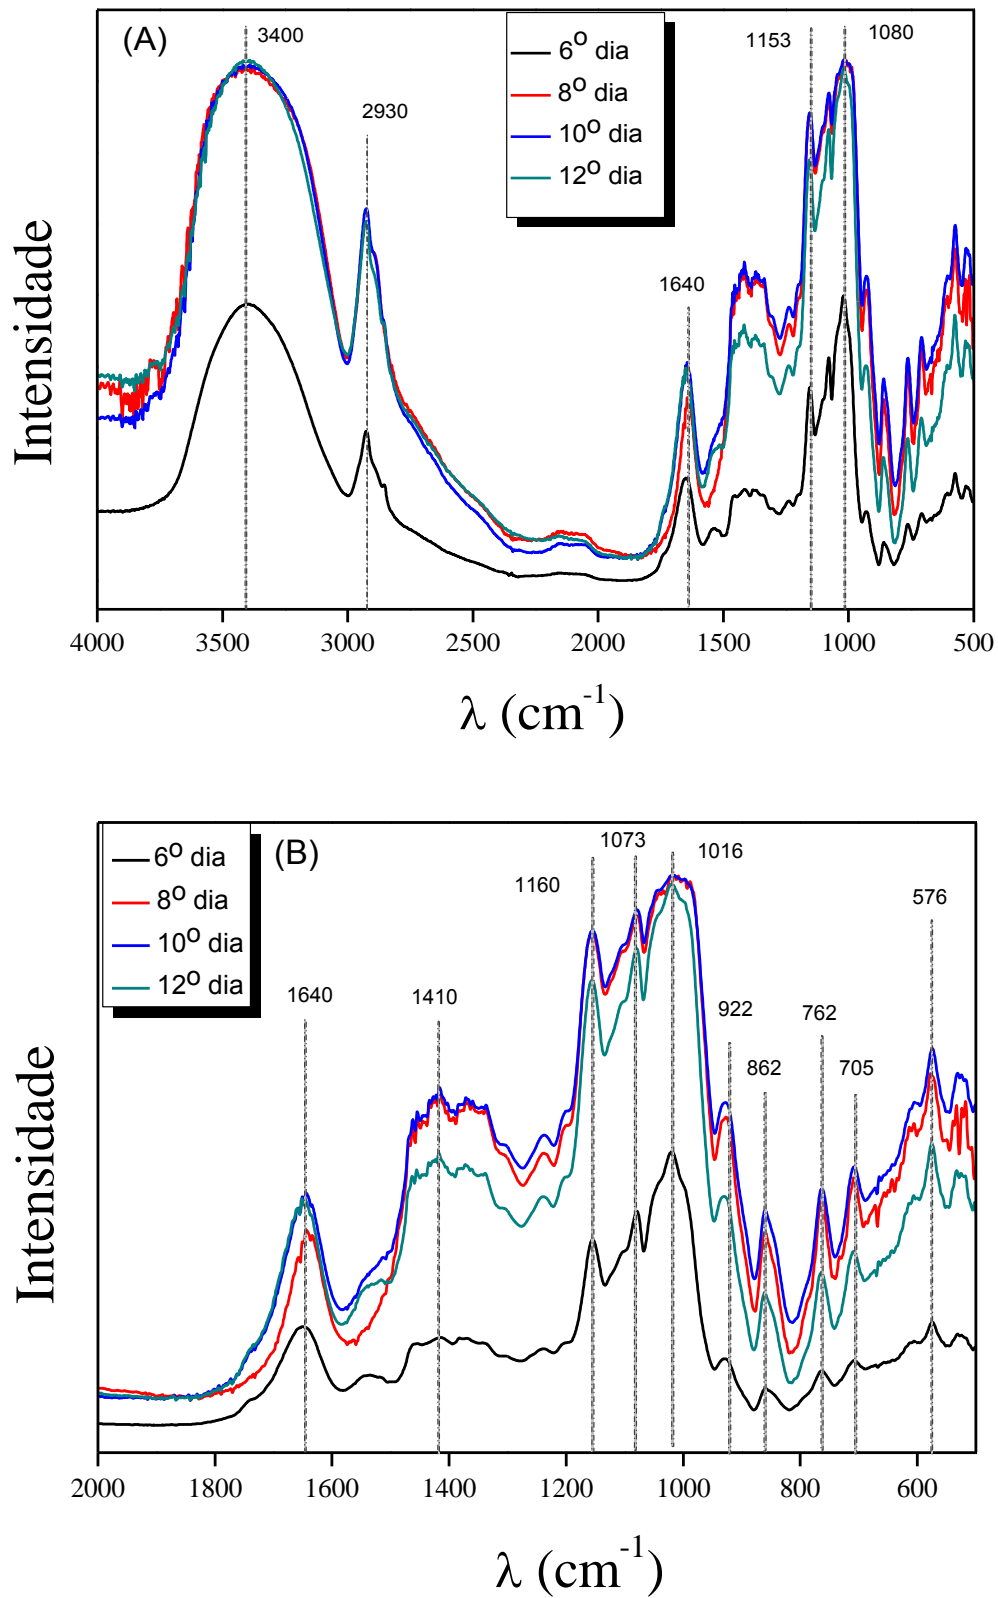 (A)
3400
2930
6º dia
8º dia
10º dia
12º dia
1640
1153
1080
Intensidade
4000 3500 3000 2500 2000 1500 1000 500
λ (cm⁻¹)
(B)
6º dia
8º dia
10º dia
12º dia
1640
1410
1160
1073
1016
922
862
762
705
576
Intensidade
2000 1800 1600 1400 1200 1000 800 600
λ (cm⁻¹)